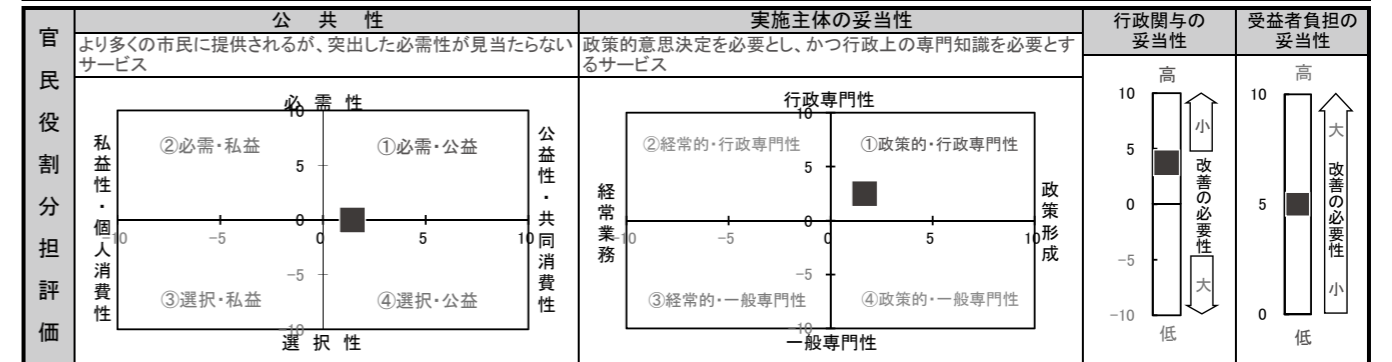 官民役割分担評価
公共性
より多くの市民に提供されるが、突出した必需性が見当たらない
サービス
必需性
10
②必需・私益
①必需・公益
5
私益性・個人消費性
公益性・共同消費性
0
-10
-5
0
5
10
-5
③選択・私益
④選択・公益
-10
選択性
実施主体の妥当性
政策的意思決定を必要とし、かつ行政上の専門知識を必要とす
るサービス
行政専門性
10
②経常的・行政専門性
①政策的・行政専門性
5
経常業務
政策形成
0
-10
-5
0
5
10
-5
③経常的・一般専門性
④政策的・一般専門性
-10
一般専門性
行政関与の
妥当性
高
10
5
0
-5
-10
低
小
改善の必要性
大
受益者負担の
妥当性
高
10
5
0
低
大
改善の必要性
小